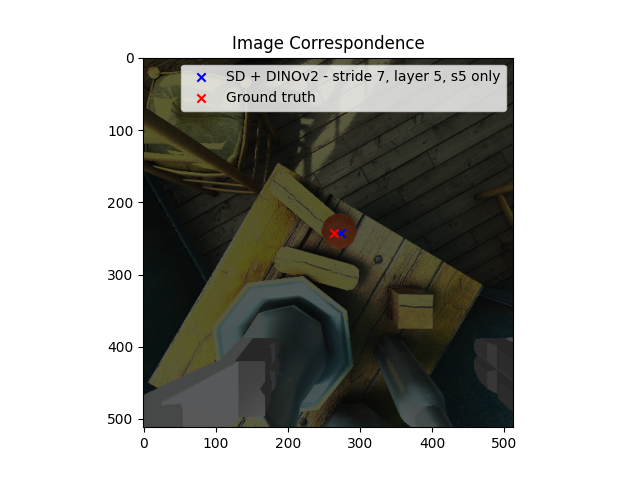 Image Correspondence
SD + DINOv2 - stride 7, layer 5, s5 only
Ground truth
0
100
200
300
400
500
0 100 200 300 400 500